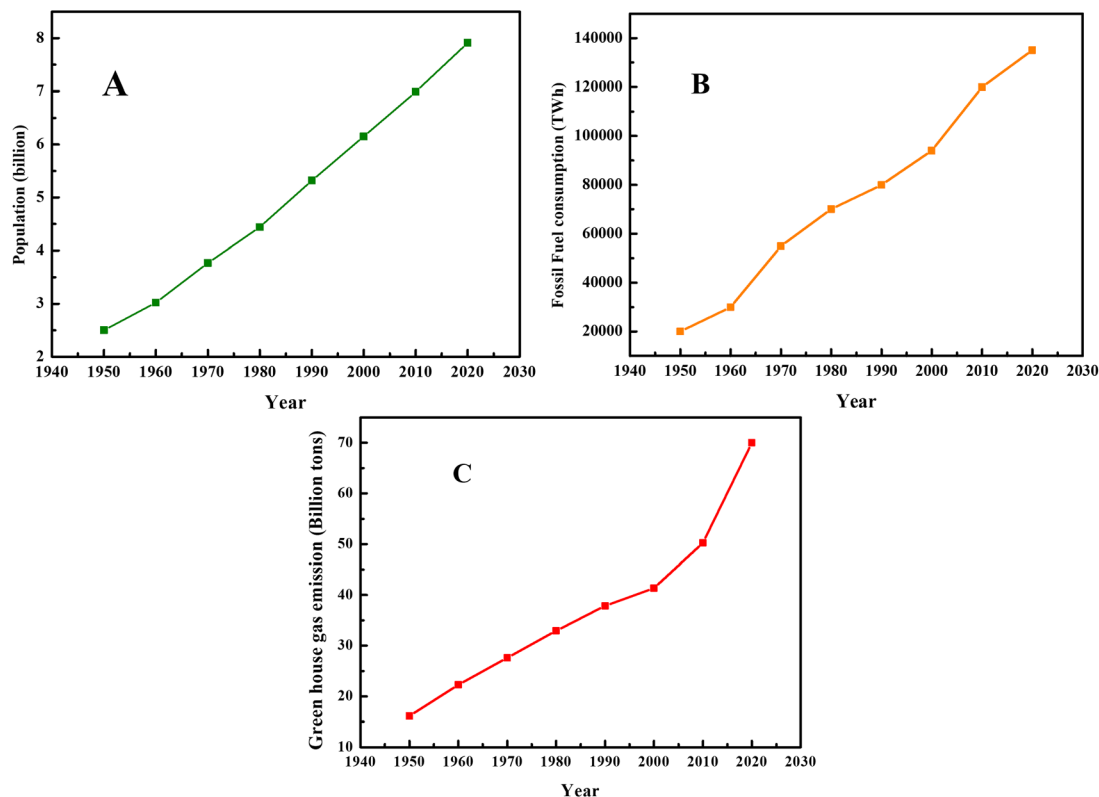 A
Population (billion)
8
7
6
5
4
3
2
1940 1950 1960 1970 1980 1990 2000 2010 2020 2030
Year
B
Fossil Fuel consumption (TWh)
140000
120000
100000
80000
60000
40000
20000
1940 1950 1960 1970 1980 1990 2000 2010 2020 2030
Year
C
Green house gas emission (Billion tons)
70
60
50
40
30
20
10
1940 1950 1960 1970 1980 1990 2000 2010 2020 2030
Year